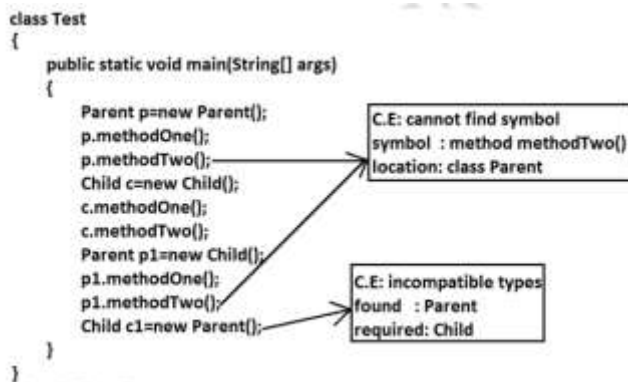 class Test
{
public static void main(String[] args)
{
Parent p=new Parent();
p.methodOne();
p.methodTwo();
Child c=new Child();
c.methodOne();
c.methodTwo();
Parent p1=new Child();
p1.methodOne();
p1.methodTwo();
Child c1=new Parent();
}
}
C.E: cannot find symbol
symbol : method methodTwo()
location: class Parent
C.E: incompatible types
found : Parent
required: Child